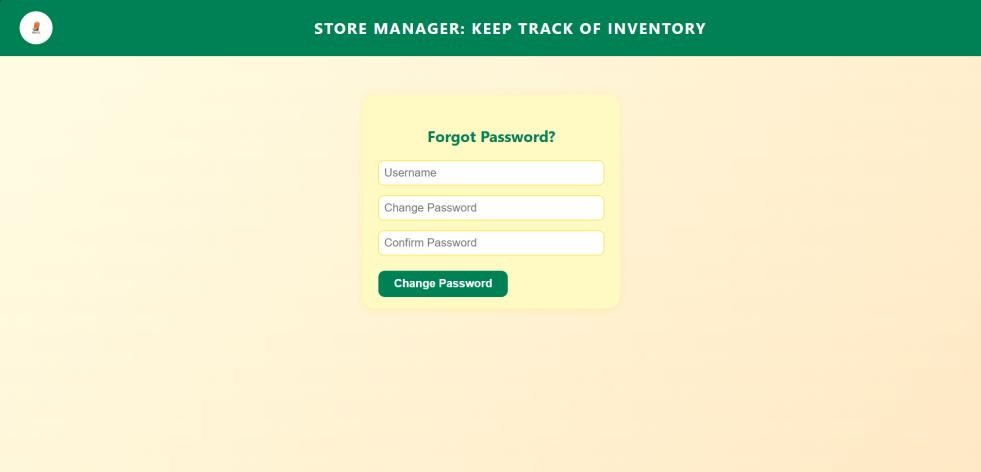 STORE MANAGER: KEEP TRACK OF INVENTORY
Forgot Password?
Username
Change Password
Confirm Password
Change Password